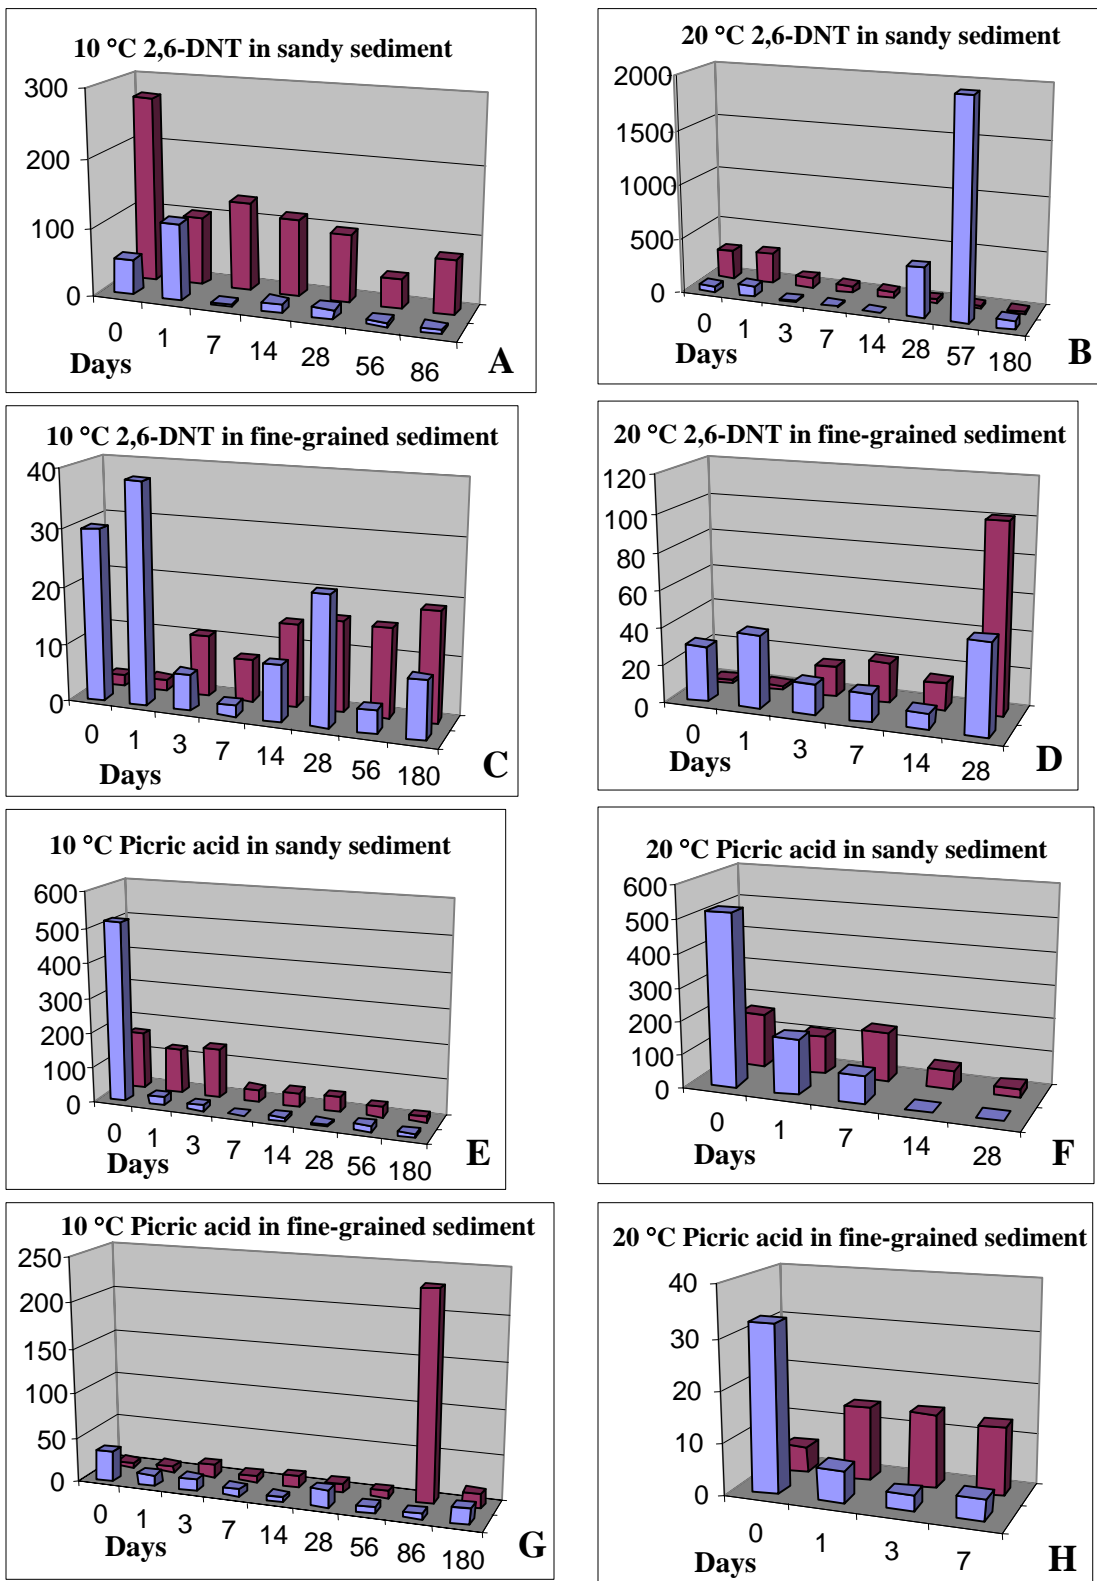 10 °C 2,6-DNT in sandy sediment
300
200
100
0
0 1 7 14 28 56 86
Days
A
20 °C 2,6-DNT in sandy sediment
2000
1500
1000
500
0
0 1 3 7 14 28 57 180
Days
B
10 °C 2,6-DNT in fine-grained sediment
40
30
20
10
0
0 1 3 7 14 28 56 180
Days
C
20 °C 2,6-DNT in fine-grained sediment
120
100
80
60
40
20
0
0 1 3 7 14 28
Days
D
10 °C Picric acid in sandy sediment
600
500
400
300
200
100
0
0 1 3 7 14 28 56 180
Days
E
20 °C Picric acid in sandy sediment
600
500
400
300
200
100
0
0 1 7 14 28
Days
F
10 °C Picric acid in fine-grained sediment
250
200
150
100
50
0
0 1 3 7 14 28 56 86 180
Days
G
20 °C Picric acid in fine-grained sediment
40
30
20
10
0
0 1 3 7
Days
H